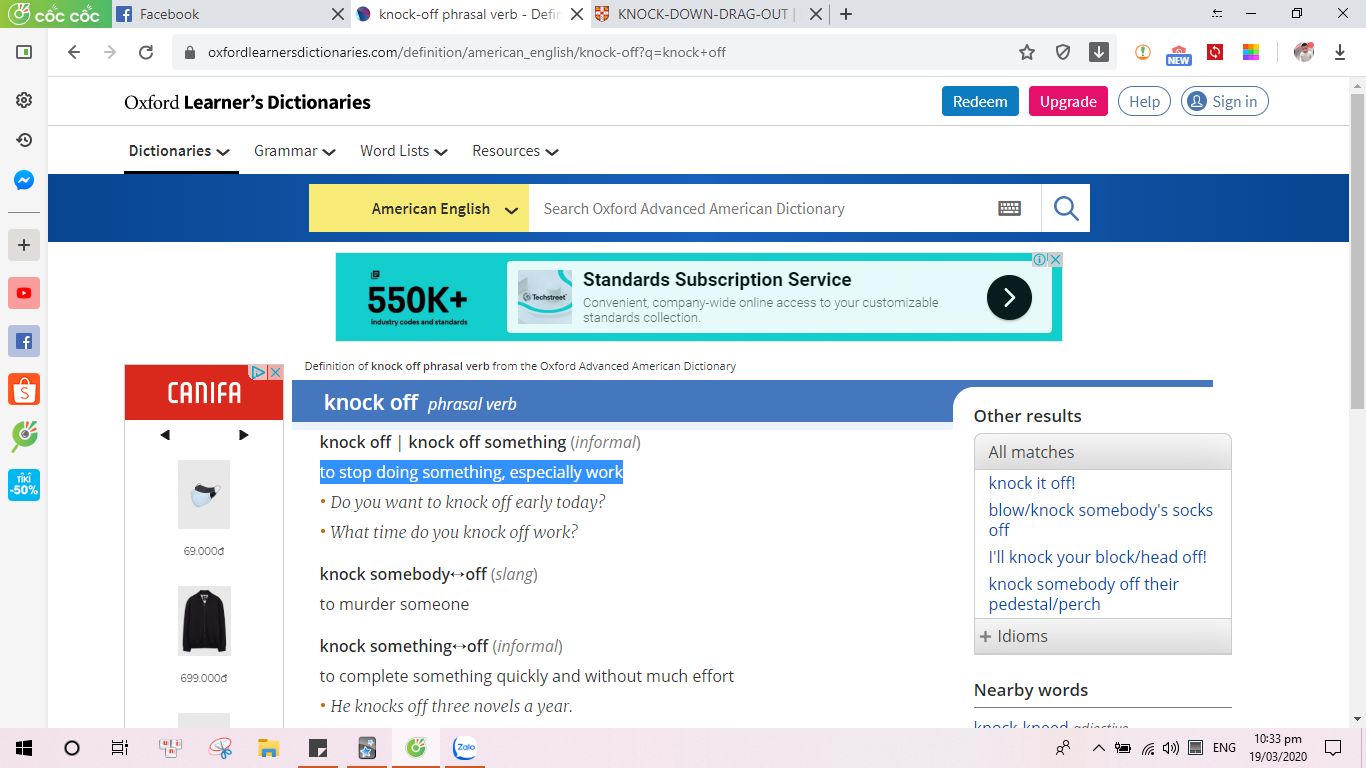 cốc cốc
Facebook
knock-off phrasal verb - Defin
KNOCK-DOWN-DRAG-OUT |
oxfordlearnersdictionaries.com/definition/american_english/knock-off?q=knock+off
NEW
Oxford Learner's Dictionaries
Redeem
Upgrade
Help
Sign in
Dictionaries
Grammar
Word Lists
Resources
American English
Search Oxford Advanced American Dictionary
550K+
industry codes and standards
Techstreet
Standards Subscription Service
Convenient, company-wide online access to your customizable
standards collection.
Definition of knock off phrasal verb from the Oxford Advanced American Dictionary
CANIFA
69.000đ
699.000đ
TIKI
-50%
knock off phrasal verb
knock off | knock off something (informal)
to stop doing something, especially work
• Do you want to knock off early today?
• What time do you knock off work?
knock somebody↔off (slang)
to murder someone
knock something↔off (informal)
to complete something quickly and without much effort
• He knocks off three novels a year.
Other results
All matches
knock it off!
blow/knock somebody's socks
off
I'll knock your block/head off!
knock somebody off their
pedestal/perch
+ Idioms
Nearby words
knock-kneed adjective
Zalo
ENG
10:33 pm
19/03/2020